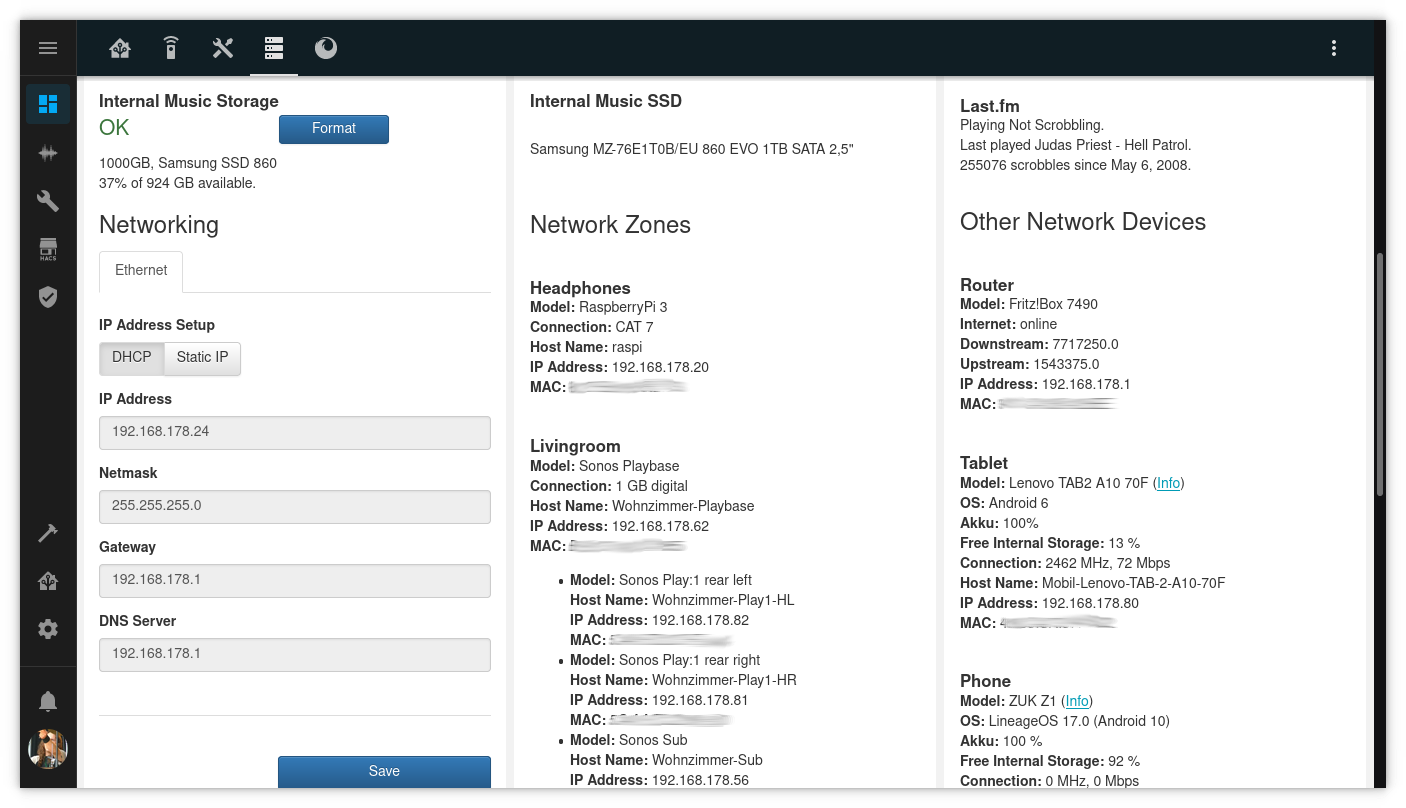 HACS
Internal Music Storage
OK
Format
1000GB, Samsung SSD 860
37% of 924 GB available.
Networking
Ethernet
IP Address Setup
DHCP
Static IP
IP Address
192.168.178.24
Netmask
255.255.255.0
Gateway
192.168.178.1
DNS Server
192.168.178.1
Save
Internal Music SSD
Samsung MZ-76E1T0B/EU 860 EVO 1TB SATA 2,5"
Network Zones
Headphones
Model: RaspberryPi 3
Connection: CAT 7
Host Name: raspi
IP Address: 192.168.178.20
MAC:
Livingroom
Model: Sonos Playbase
Connection: 1 GB digital
Host Name: Wohnzimmer-Playbase
IP Address: 192.168.178.62
MAC:
• Model: Sonos Play:1 rear left
Host Name: Wohnzimmer-Play1-HL
IP Address: 192.168.178.82
MAC:
• Model: Sonos Play:1 rear right
Host Name: Wohnzimmer-Play1-HR
IP Address: 192.168.178.81
MAC:
• Model: Sonos Sub
Host Name: Wohnzimmer-Sub
IP Address: 192.168.178.56
Last.fm
Playing Not Scrobbling.
Last played Judas Priest - Hell Patrol.
255076 scrobbles since May 6, 2008.
Other Network Devices
Router
Model: Fritz!Box 7490
Internet: online
Downstream: 7717250.0
Upstream: 1543375.0
IP Address: 192.168.178.1
MAC:
Tablet
Model: Lenovo TAB2 A10 70F (Info)
OS: Android 6
Akku: 100%
Free Internal Storage: 13 %
Connection: 2462 MHz, 72 Mbps
Host Name: Mobil-Lenovo-TAB-2-A10-70F
IP Address: 192.168.178.80
MAC:
Phone
Model: ZUK Z1 (Info)
OS: LineageOS 17.0 (Android 10)
Akku: 100 %
Free Internal Storage: 92 %
Connection: 0 MHz, 0 Mbps